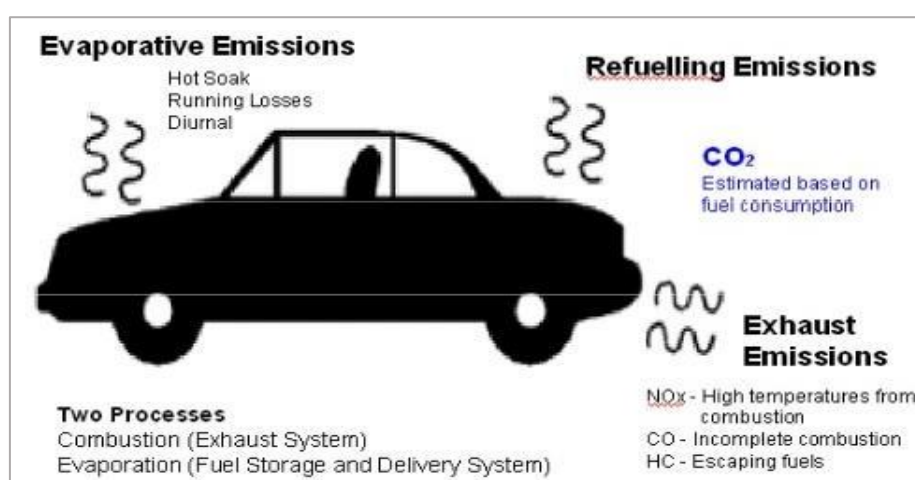 Evaporative Emissions
Hot Soak
Running Losses
Diurnal
Refuelling Emissions
CO₂
Estimated based on
fuel consumption
Exhaust
Emissions
NOx - High temperatures from
combustion
CO - Incomplete combustion
HC - Escaping fuels
Two Processes
Combustion (Exhaust System)
Evaporation (Fuel Storage and Delivery System)